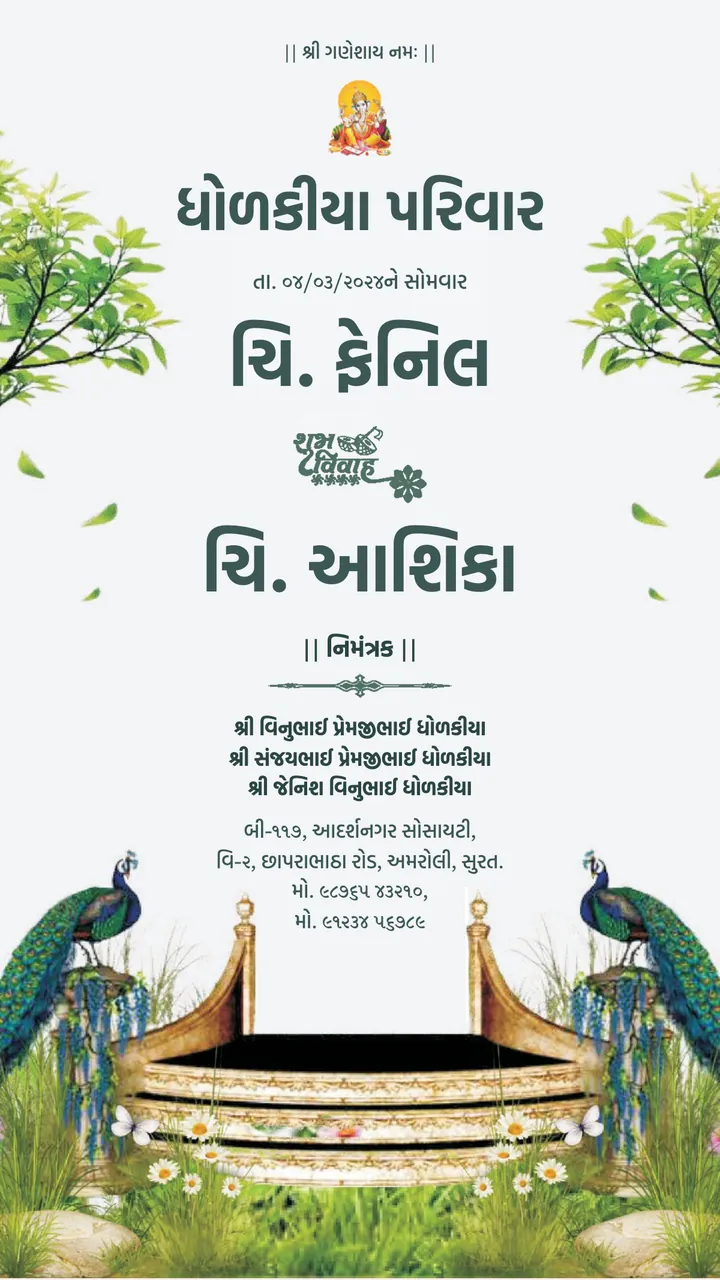 || શ્રી ગણેશાય નમઃ ||
ધોળકીયા પરિવાર
તા. ૦૪/૦૩/૨૦૨૪ને સોમવાર
ચિ. ફેનિલ
શુભ
વિવાહ
ચિ. આશિકા
|| નિમંત્રક ||
શ્રી વિનુભાઈ પ્રેમજીભાઈ ધોળકીયા
શ્રી સંજયભાઈ પ્રેમજીભાઈ ધોળકીયા
શ્રી જેનિશ વિનુભાઈ ધોળકીયા
બી-૧૧૭, આદર્શનગર સોસાયટી,
વિ-૨, છાપરાભાઠા રોડ, અમરોલી, સુરત.
મો. ૯૮૭૬૫ ૪૩૨૧૦,
મો. ૯૧૨૩૪ ૫૬૭૮૯